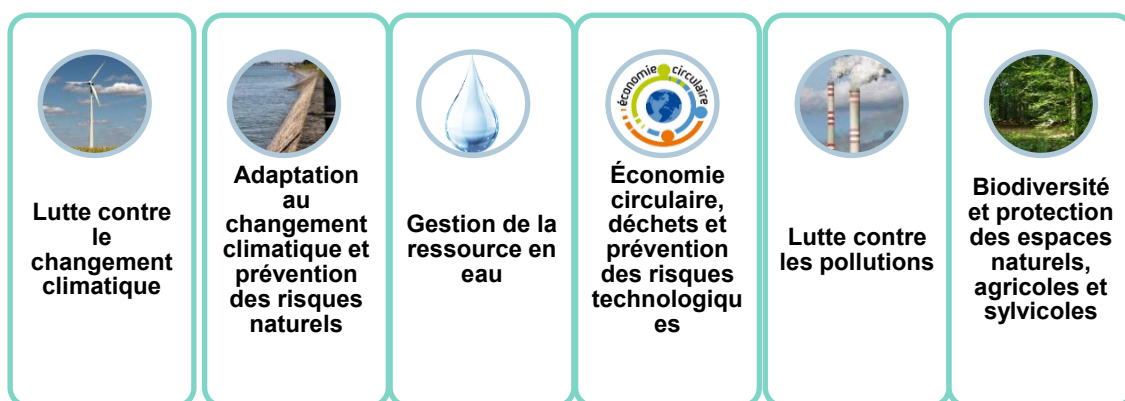 Lutte contre
le
changement
climatique
Adaptation
au
changement
climatique et
prévention
des risques
naturels
Gestion de la
ressource en
eau
économie circulaire
Économie
circulaire,
déchets et
prévention
des risques
technologiqu
es
Lutte contre
les pollutions
Biodiversité
et protection
des espaces
naturels,
agricoles et
sylvicoles